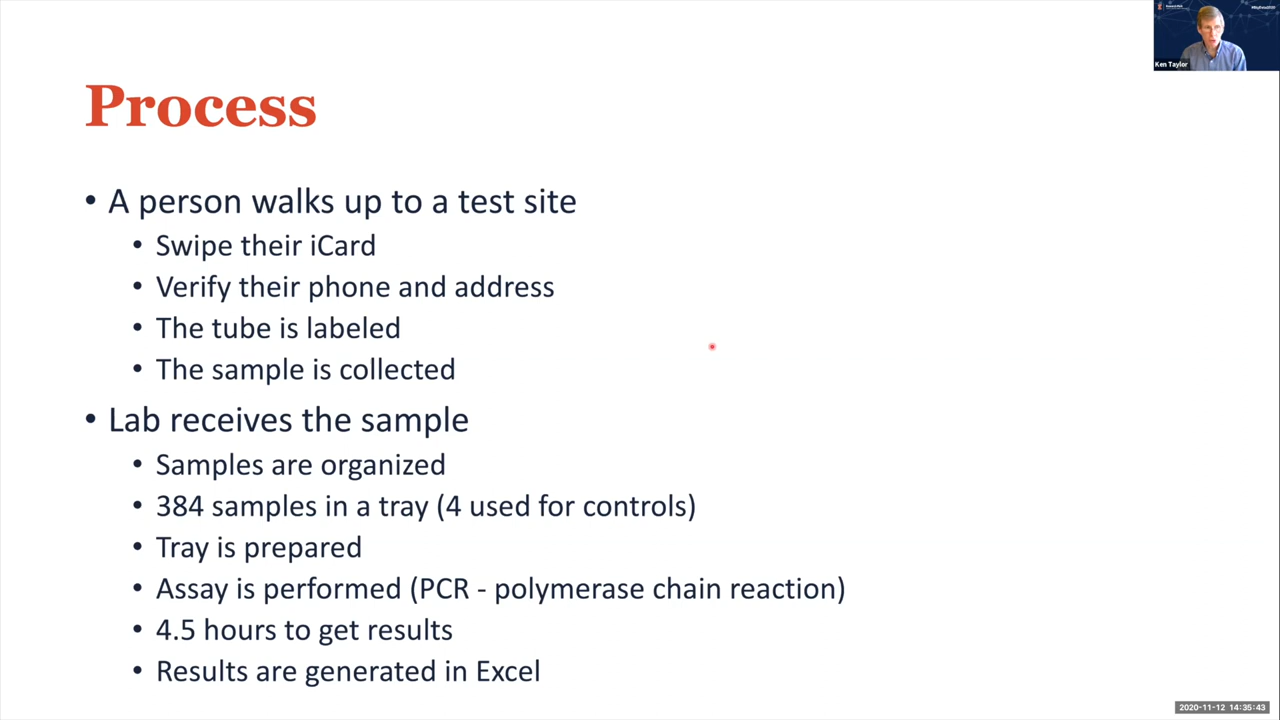 Process
• A person walks up to a test site
• Swipe their iCard
• Verify their phone and address
• The tube is labeled
• The sample is collected
• Lab receives the sample
• Samples are organized
• 384 samples in a tray (4 used for controls)
• Tray is prepared
• Assay is performed (PCR - polymerase chain reaction)
• 4.5 hours to get results
• Results are generated in Excel
Research Park
Ken Taylor
2020-11-12 14:35:43